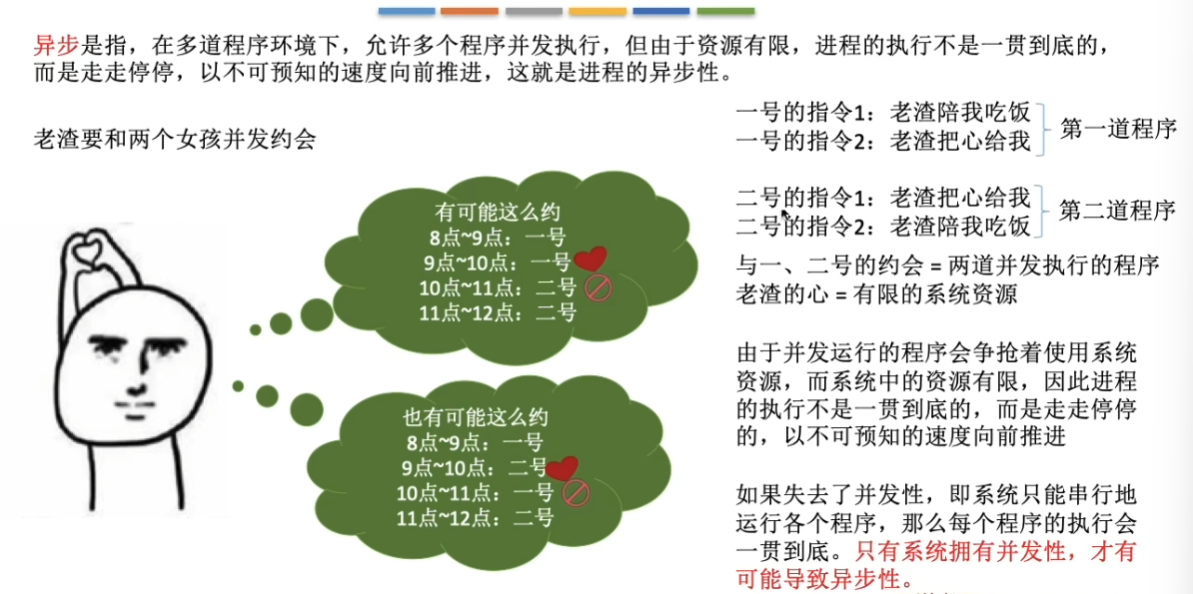 异步是指，在多道程序环境下，允许多个程序并发执行，但由于资源有限，进程的执行不是一贯到底的，
而是走走停停，以不可预知的速度向前推进，这就是进程的异步性。
老渣要和两个女孩并发约会
有可能这么约
8点~9点：一号
9点~10点：一号
10点~11点：二号
11点~12点：二号
也有可能这么约
8点~9点：一号
9点~10点：二号
10点~11点：一号
11点~12点：二号
一号的指令1：老渣陪我吃饭
一号的指令2：老渣把心给我
第一道程序
二号的指令1：老渣把心给我
二号的指令2：老渣陪我吃饭
第二道程序
与一、二号的约会 = 两道并发执行的程序
老渣的心 = 有限的系统资源
由于并发运行的程序会争抢着使用系统
资源，而系统中的资源有限，因此进程
的执行不是一贯到底的，而是走走停停
的，以不可预知的速度向前推进
如果失去了并发性，即系统只能串行地
运行各个程序，那么每个程序的执行会
一贯到底。只有系统拥有并发性，才有
可能导致异步性。